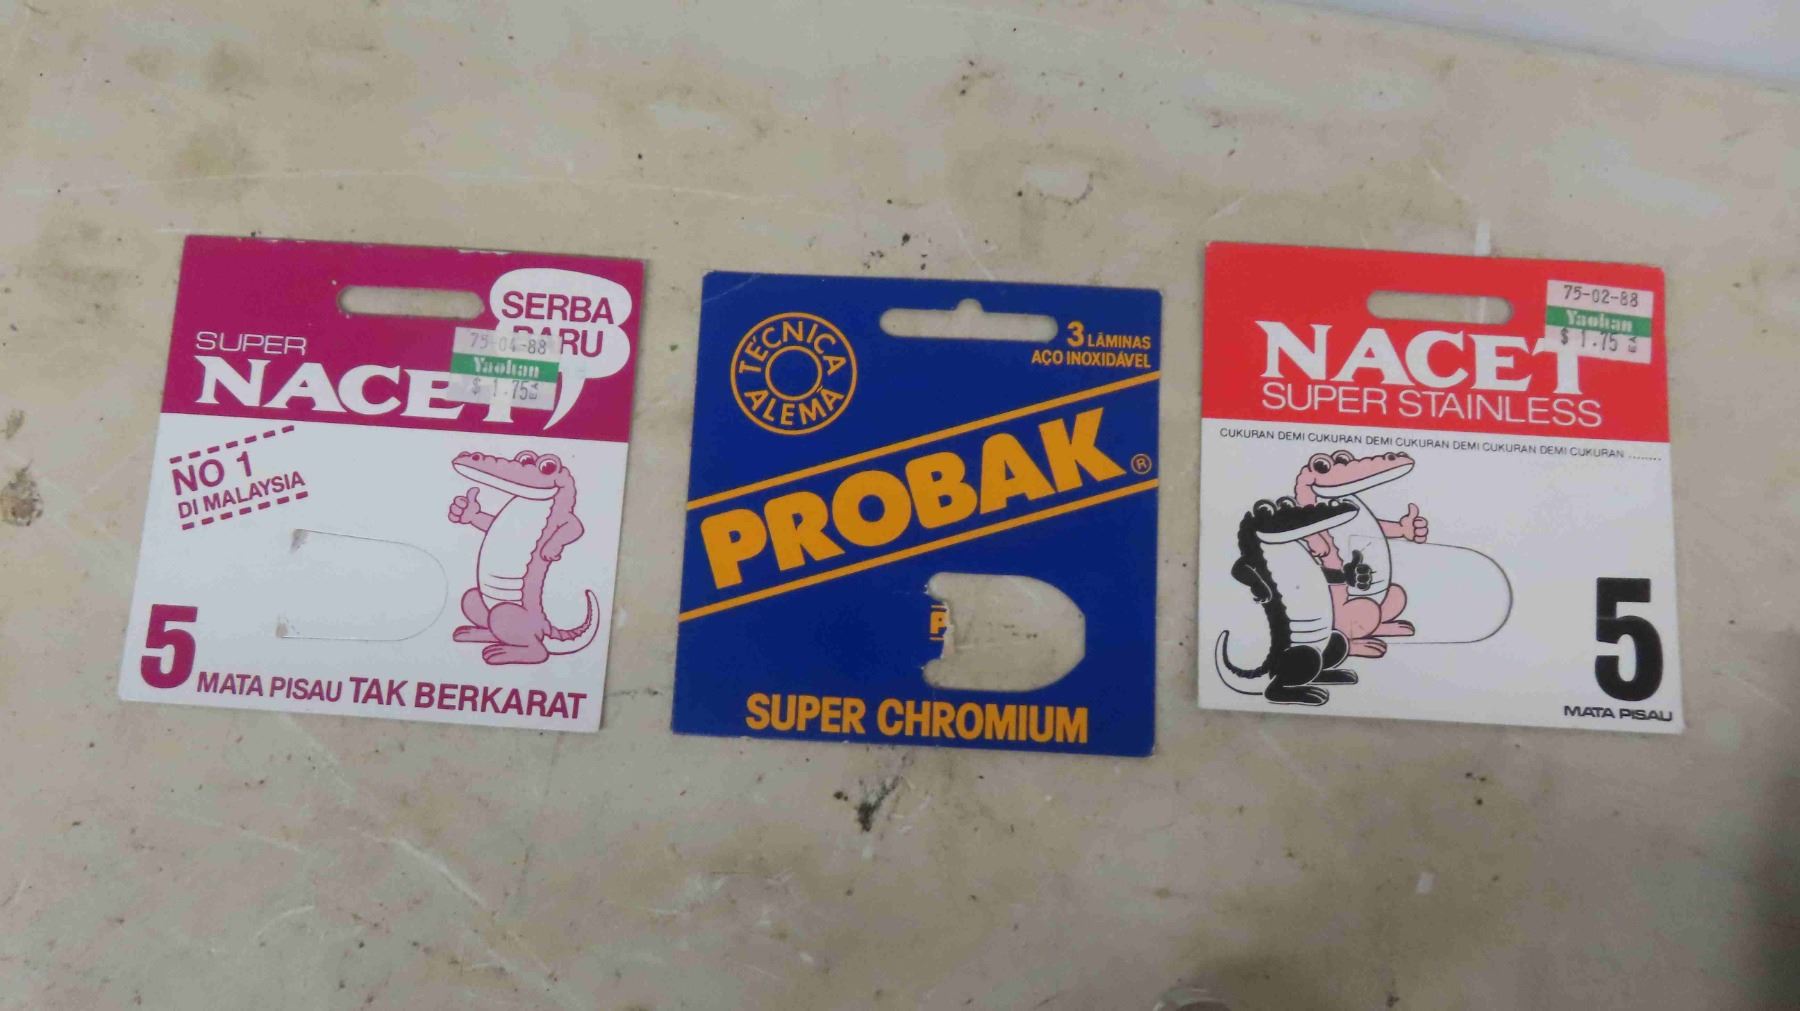 SERBA
BARU
SUPER
NACET
75-04-88
Yaohan
$ 1.75 EA
NO 1
DI MALAYSIA
5 MATA PISAU TAK BERKARAT
TÉCNICA
ALEMÃ
3 LÂMINAS
AÇO INOXIDÁVEL
PROBAK ®
P
SUPER CHROMIUM
75-02-88
Yaohan
$ 1.75 EA
NACET
SUPER STAINLESS
CUKURAN DEMI CUKURAN DEMI CUKURAN DEMI CUKURAN DEMI CUKURAN ........
5
MATA PISAU